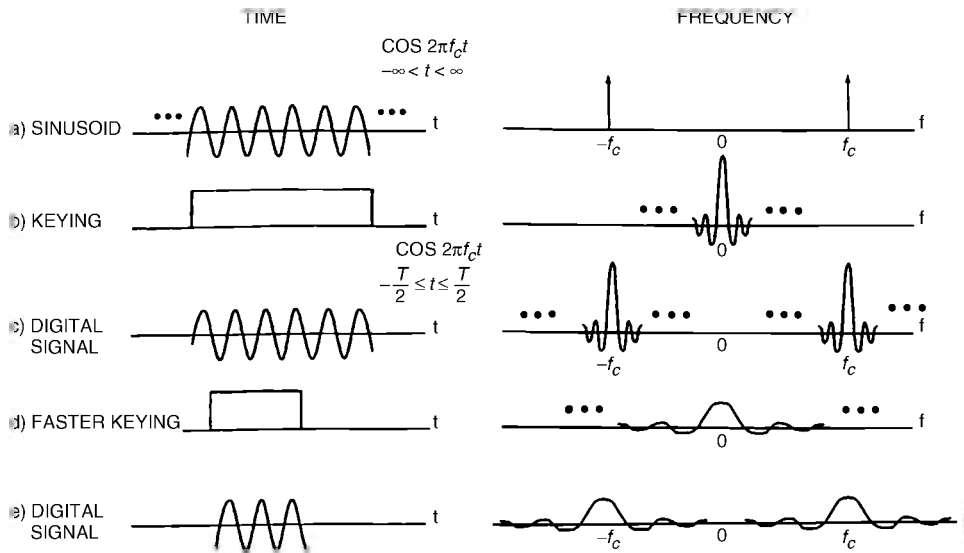 TIME FREQUENCY
COS 2πf_ct
−∞ < t < ∞
a) SINUSOID t −f_c 0 f_c f
b) KEYING t 0 f
COS 2πf_ct
−T/2 ≤ t ≤ T/2
c) DIGITAL SIGNAL t −f_c 0 f_c f
d) FASTER KEYING t 0 f
e) DIGITAL SIGNAL t −f_c 0 f_c